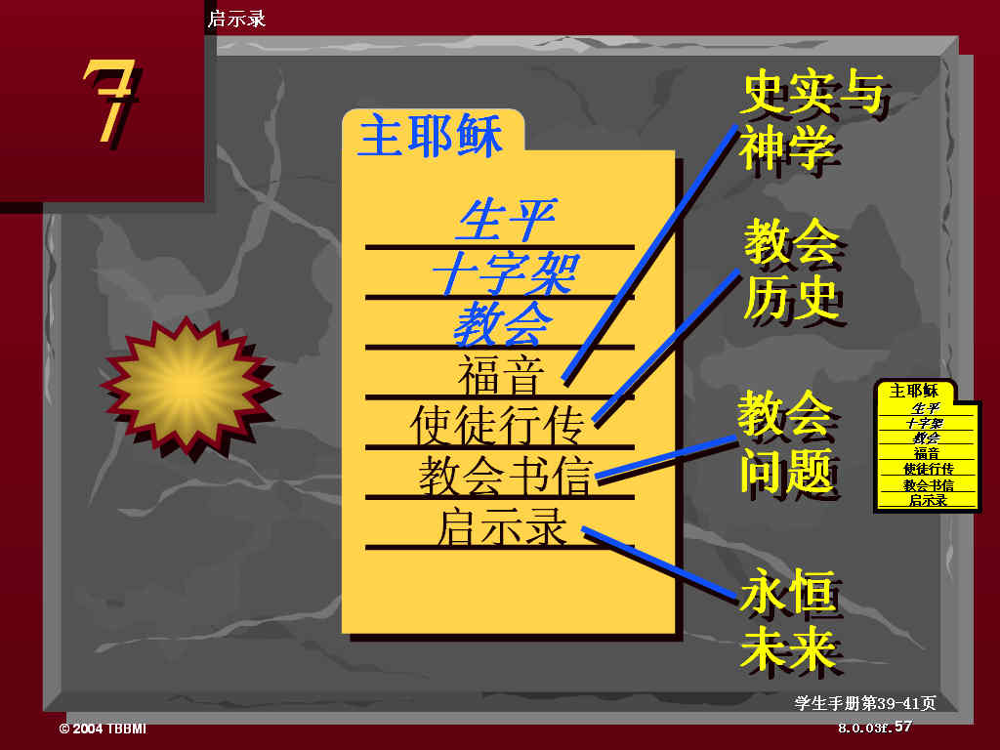 启示录
7
主耶稣
生平
十字架
教会
福音
使徒行传
教会书信
启示录
史实与
神学
教会
历史
教会
问题
永恒
未来
主耶稣
生平
十字架
教会
福音
使徒行传
教会书信
启示录
学生手册第39-41页
© 2004 TBBMI
8.0.03f.57